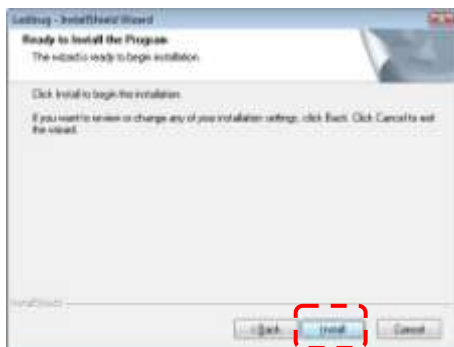 Ladibug - InstallShield Wizard
Ready to Install the Program
The wizard is ready to begin installation.
Click Install to begin the installation.
If you want to review or change any of your installation settings, click Back. Click Cancel to exit
the wizard.
InstallShield
< Back
Install
Cancel